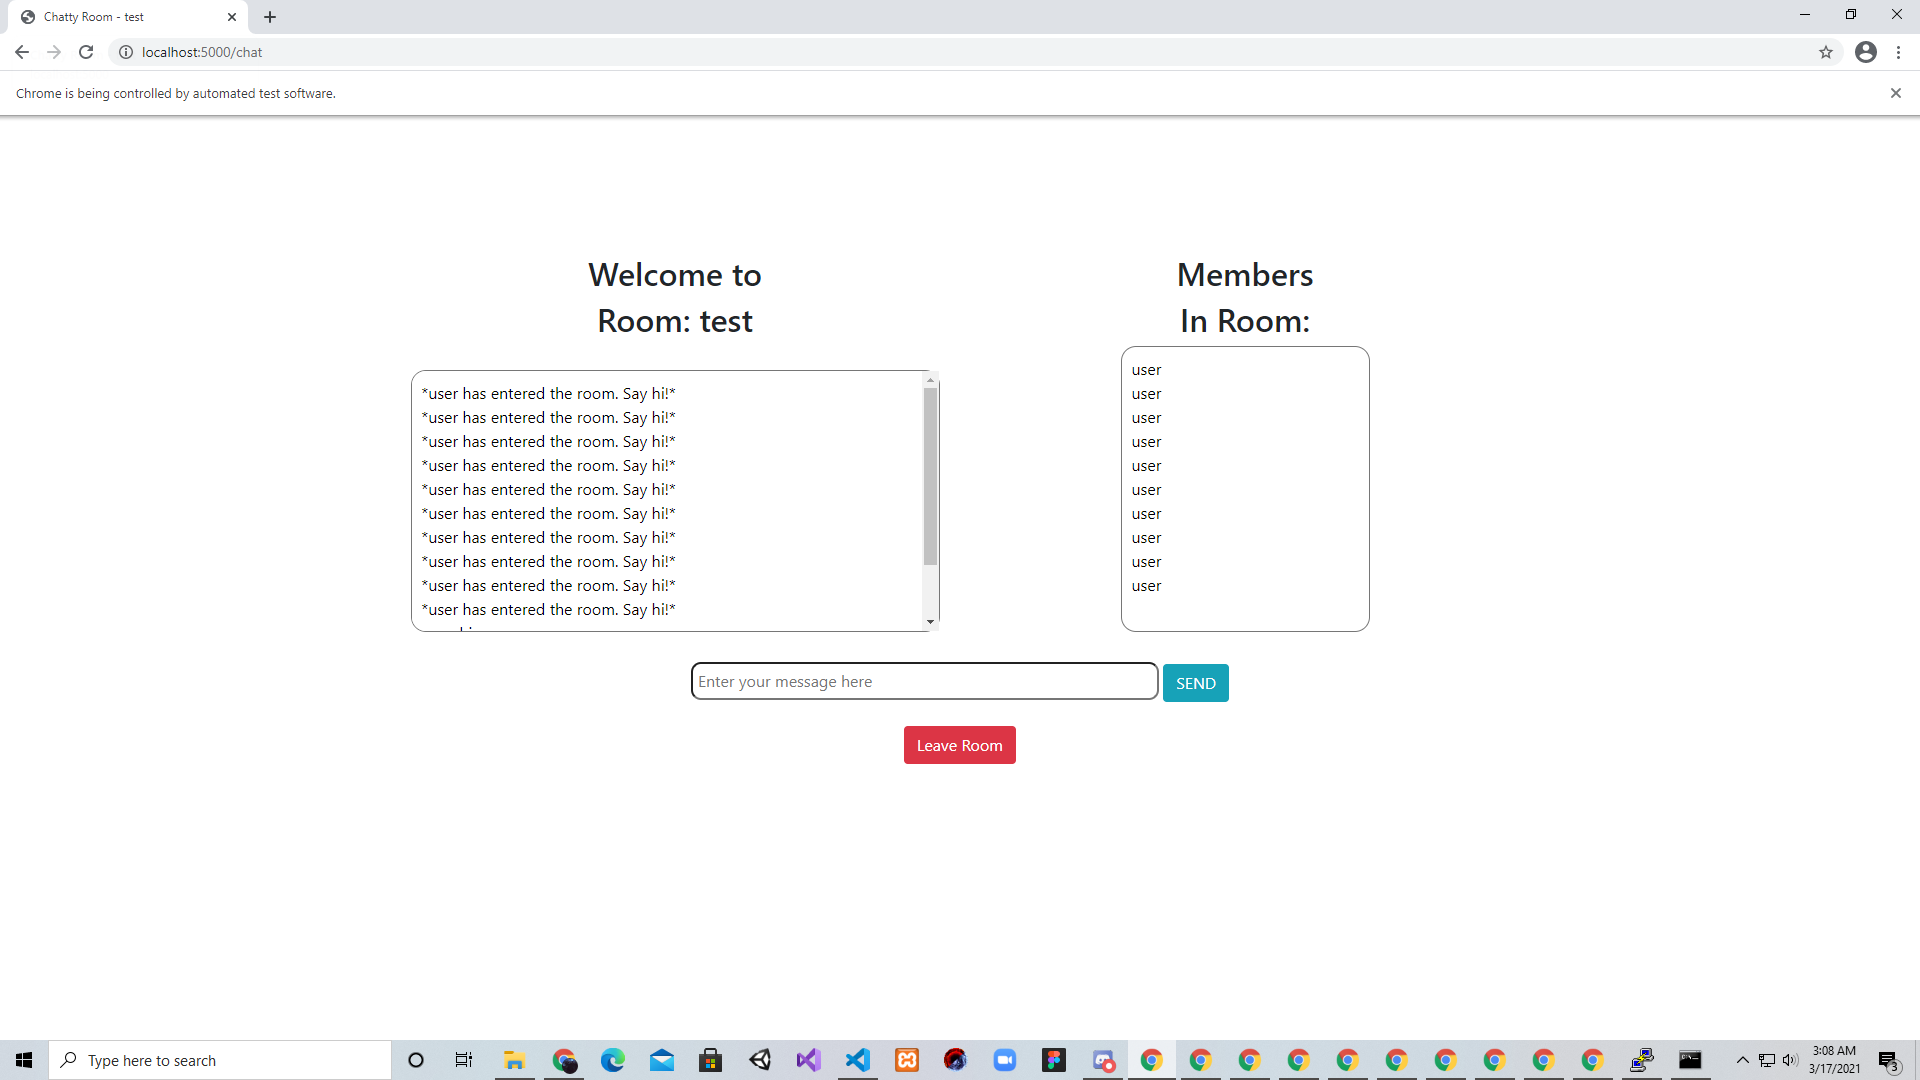 Chatty Room - test
localhost:5000/chat
Chrome is being controlled by automated test software.
Welcome to
Room: test
*user has entered the room. Say hi!*
*user has entered the room. Say hi!*
*user has entered the room. Say hi!*
*user has entered the room. Say hi!*
*user has entered the room. Say hi!*
*user has entered the room. Say hi!*
*user has entered the room. Say hi!*
*user has entered the room. Say hi!*
*user has entered the room. Say hi!*
*user has entered the room. Say hi!*
Members
In Room:
user
user
user
user
user
user
user
user
user
user
Enter your message here
SEND
Leave Room
Type here to search
3:08 AM
3/17/2021
3